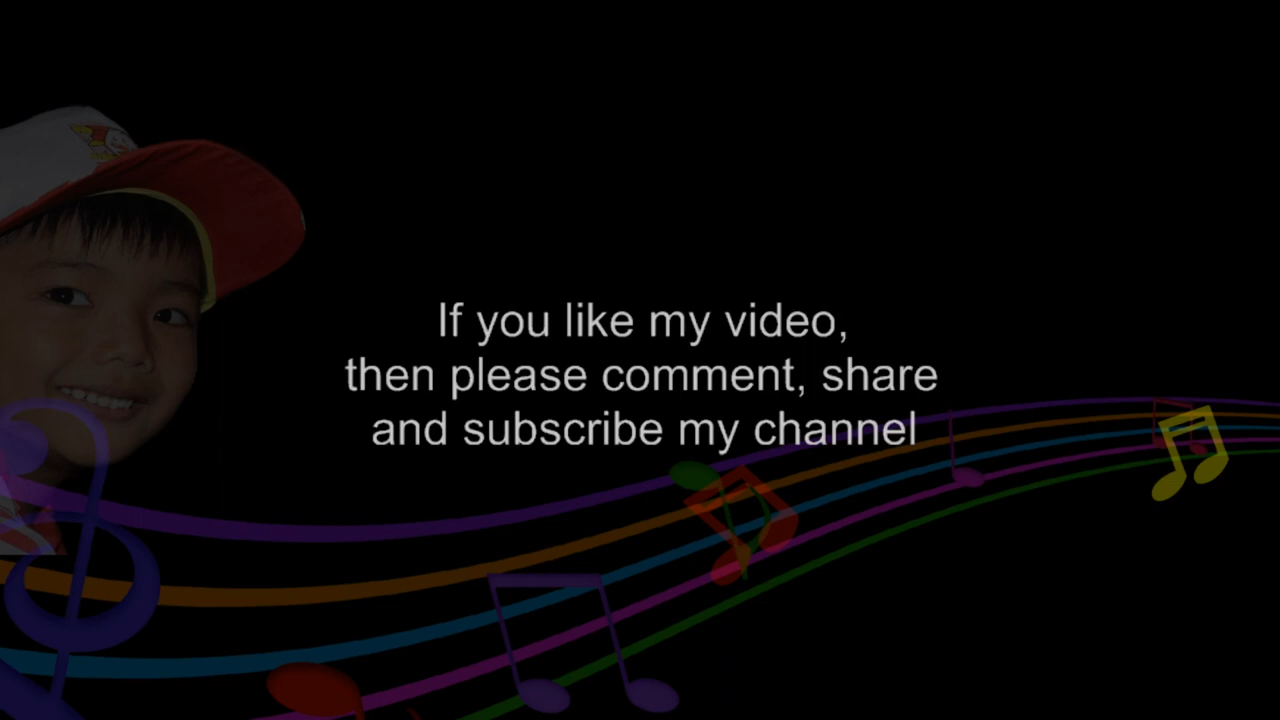 If you like my video,
then please comment, share
and subscribe my channel